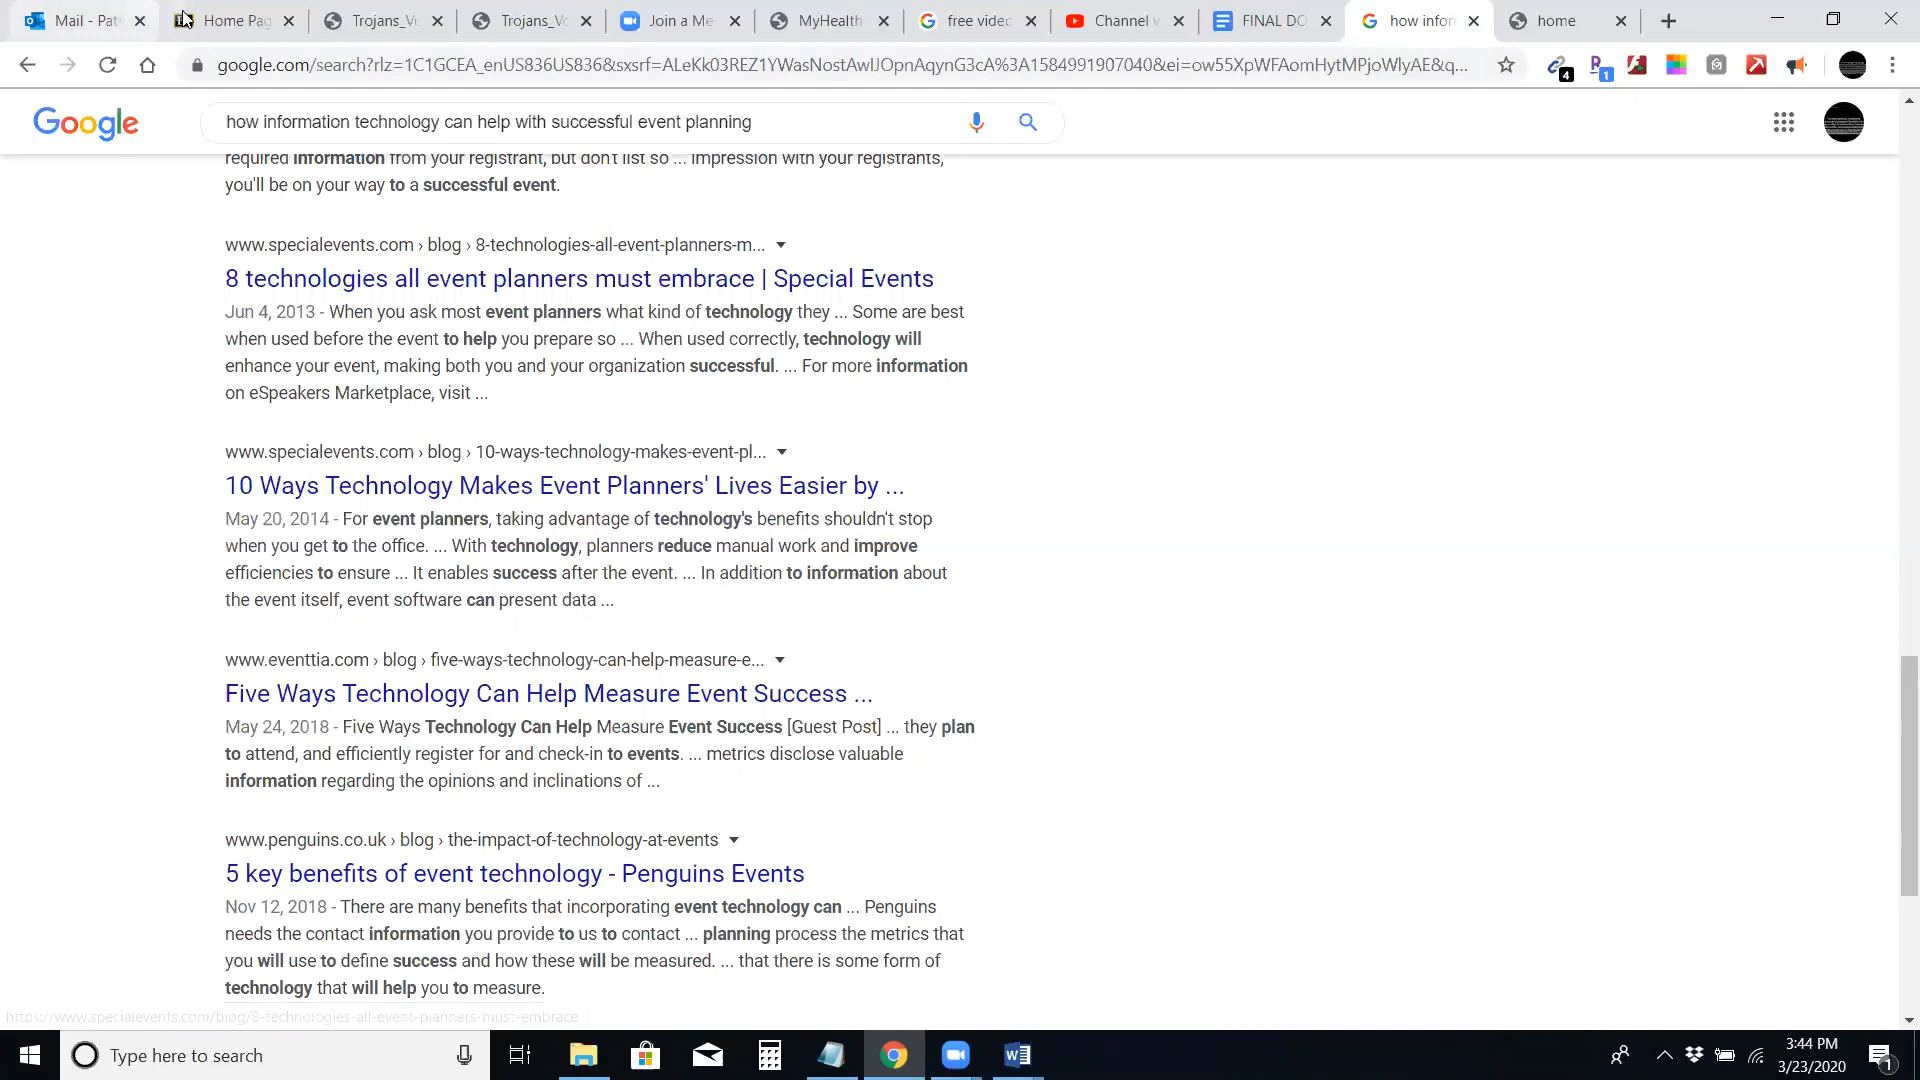 Mail - Pat
Home Pag
Trojans_Vu
Trojans_Vo
Join a Me
MyHealth
free video
Channel v
FINAL DO
how infor
home
google.com/search?rlz=1C1GCEA_enUS836US836&sxsrf=ALeKk03REZ1YWasNostAwIJOpnAqynG3cA%3A1584991907040&ei=ow55XpWFAomHytMPjoWlyAE&q...
4
1
Google
how information technology can help with successful event planning
required information from your registrant, but don't list so ... impression with your registrants,
you'll be on your way to a successful event.
www.specialevents.com › blog › 8-technologies-all-event-planners-m...
8 technologies all event planners must embrace | Special Events
Jun 4, 2013 - When you ask most event planners what kind of technology they ... Some are best
when used before the event to help you prepare so ... When used correctly, technology will
enhance your event, making both you and your organization successful. ... For more information
on eSpeakers Marketplace, visit ...
www.specialevents.com › blog › 10-ways-technology-makes-event-pl...
10 Ways Technology Makes Event Planners' Lives Easier by ...
May 20, 2014 - For event planners, taking advantage of technology's benefits shouldn't stop
when you get to the office. ... With technology, planners reduce manual work and improve
efficiencies to ensure ... It enables success after the event. ... In addition to information about
the event itself, event software can present data ...
www.eventtia.com › blog › five-ways-technology-can-help-measure-e...
Five Ways Technology Can Help Measure Event Success ...
May 24, 2018 - Five Ways Technology Can Help Measure Event Success [Guest Post] ... they plan
to attend, and efficiently register for and check-in to events. ... metrics disclose valuable
information regarding the opinions and inclinations of ...
www.penguins.co.uk › blog › the-impact-of-technology-at-events
5 key benefits of event technology - Penguins Events
Nov 12, 2018 - There are many benefits that incorporating event technology can ... Penguins
needs the contact information you provide to us to contact ... planning process the metrics that
you will use to define success and how these will be measured. ... that there is some form of
technology that will help you to measure.
https://www.specialevents.com/blog/8-technologies-all-event-planners-must-embrace
Type here to search
3:44 PM
3/23/2020
1